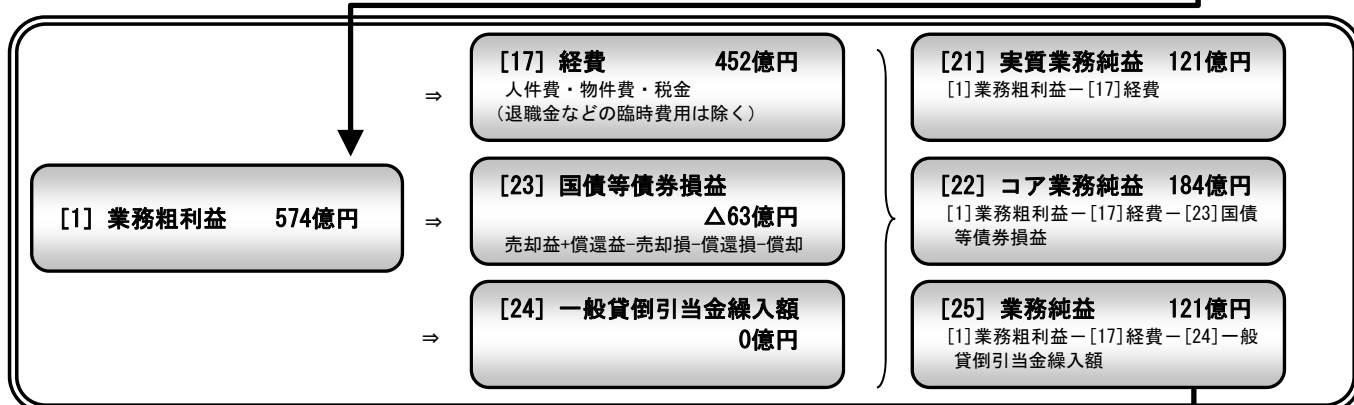 [1] 業務粗利益 574億円
⇒
[17] 経費 452億円
人件費・物件費・税金
(退職金などの臨時費用は除く)
⇒
[23] 国債等債券損益
△63億円
売却益+償還益-売却損-償還損-償却
⇒
[24] 一般貸倒引当金繰入額
0億円
[21] 実質業務純益 121億円
[1]業務粗利益-[17]経費
[22] コア業務純益 184億円
[1]業務粗利益-[17]経費-[23]国債
等債券損益
[25] 業務純益 121億円
[1]業務粗利益-[17]経費-[24]一般
貸倒引当金繰入額